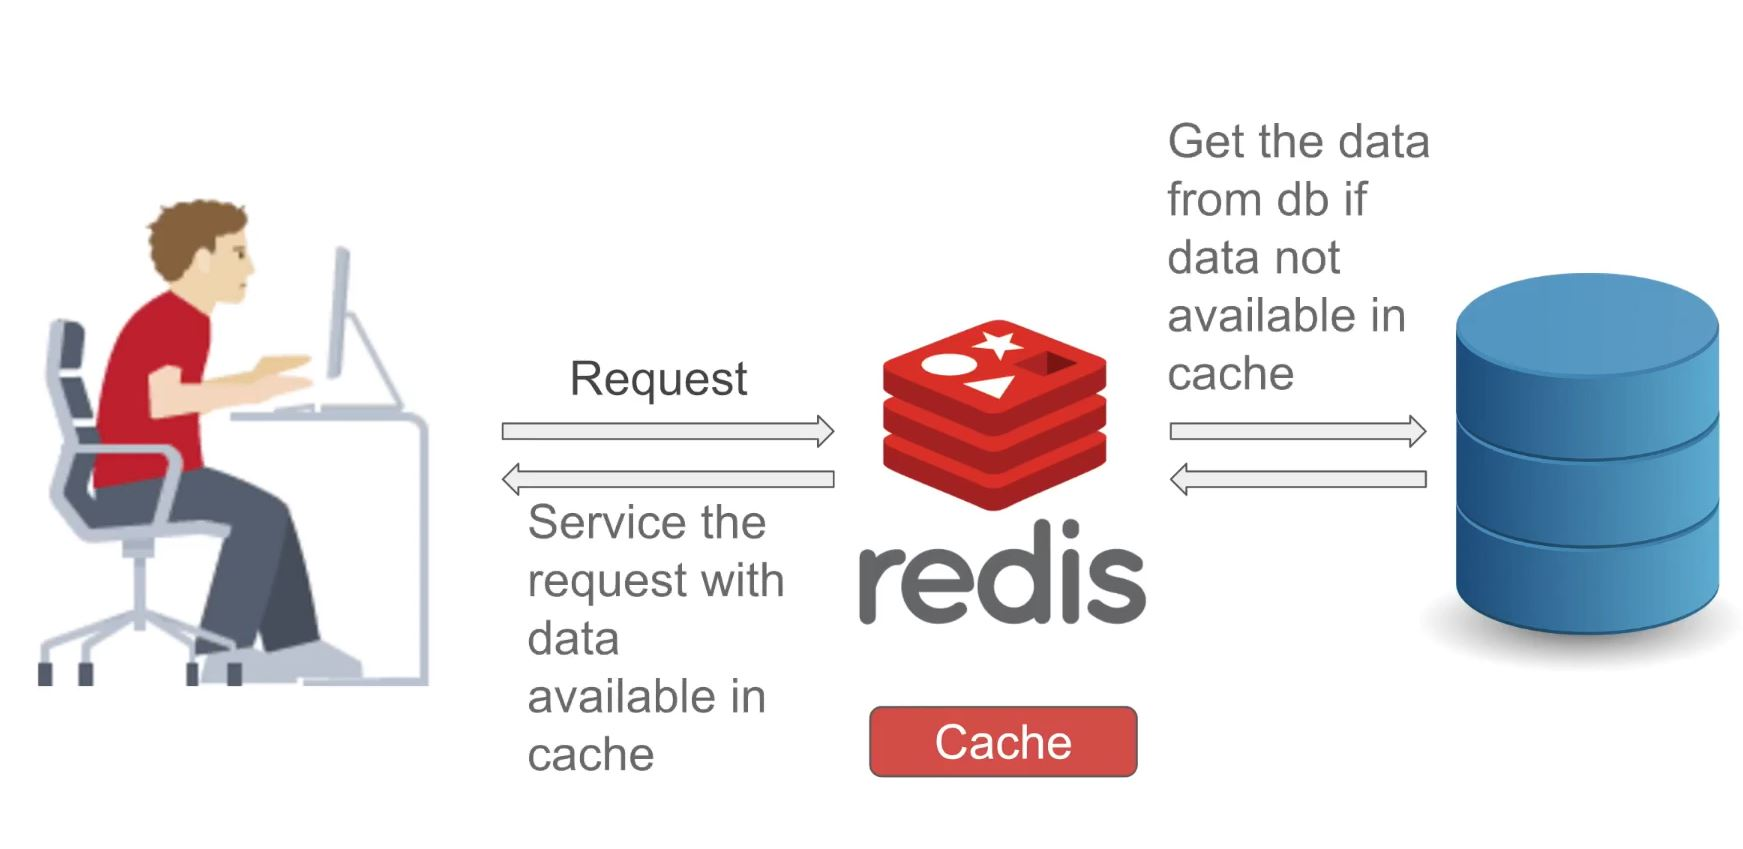 Request
Service the
request with
data
available in
cache
redis
Cache
Get the data
from db if
data not
available in
cache